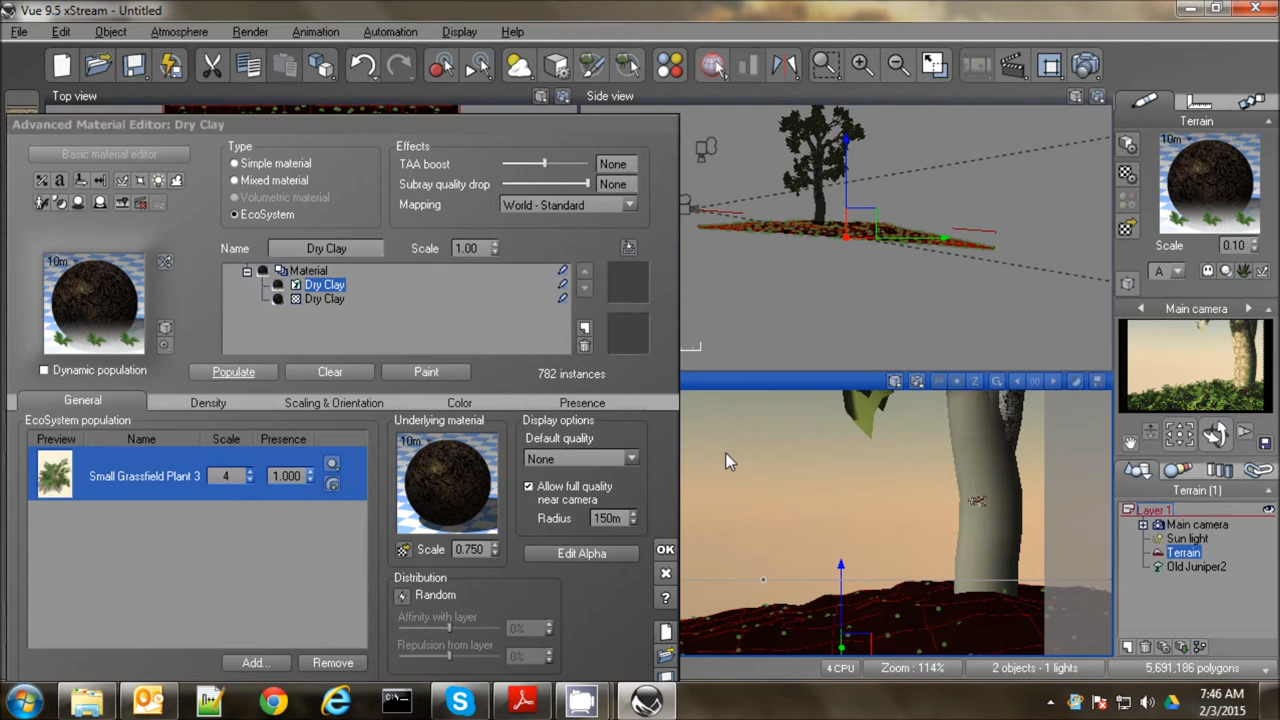 Vue 9.5 xStream - Untitled
File Edit Object Atmosphere Render Animation Automation Display Help
Top view
Side view
Advanced Material Editor: Dry Clay
Basic material editor
Type
Simple material
Mixed material
Volumetric material
EcoSystem
Effects
TAA boost None
Subray quality drop None
Mapping World - Standard
Name Dry Clay Scale 1.00
10m
Material
Dry Clay
Dry Clay
Dynamic population
Populate Clear Paint 782 instances
General Density Scaling & Orientation Color Presence
EcoSystem population
Preview Name Scale Presence
Small Grassfield Plant 3 4 1.000
Add... Remove
Underlying material
10m
Scale 0.750
Distribution
Random
Affinity with layer 0%
Repulsion from layer 0%
Display options
Default quality
None
Allow full quality
near camera
Radius 150m
Edit Alpha
OK
?
Terrain
10m
Scale 0.10
A
Main camera
Terrain (1)
Layer 1
Main camera
Sun light
Terrain
Old Juniper2
4 CPU Zoom : 114% 2 objects - 1 lights 5,691,186 polygons
7:46 AM
2/3/2015